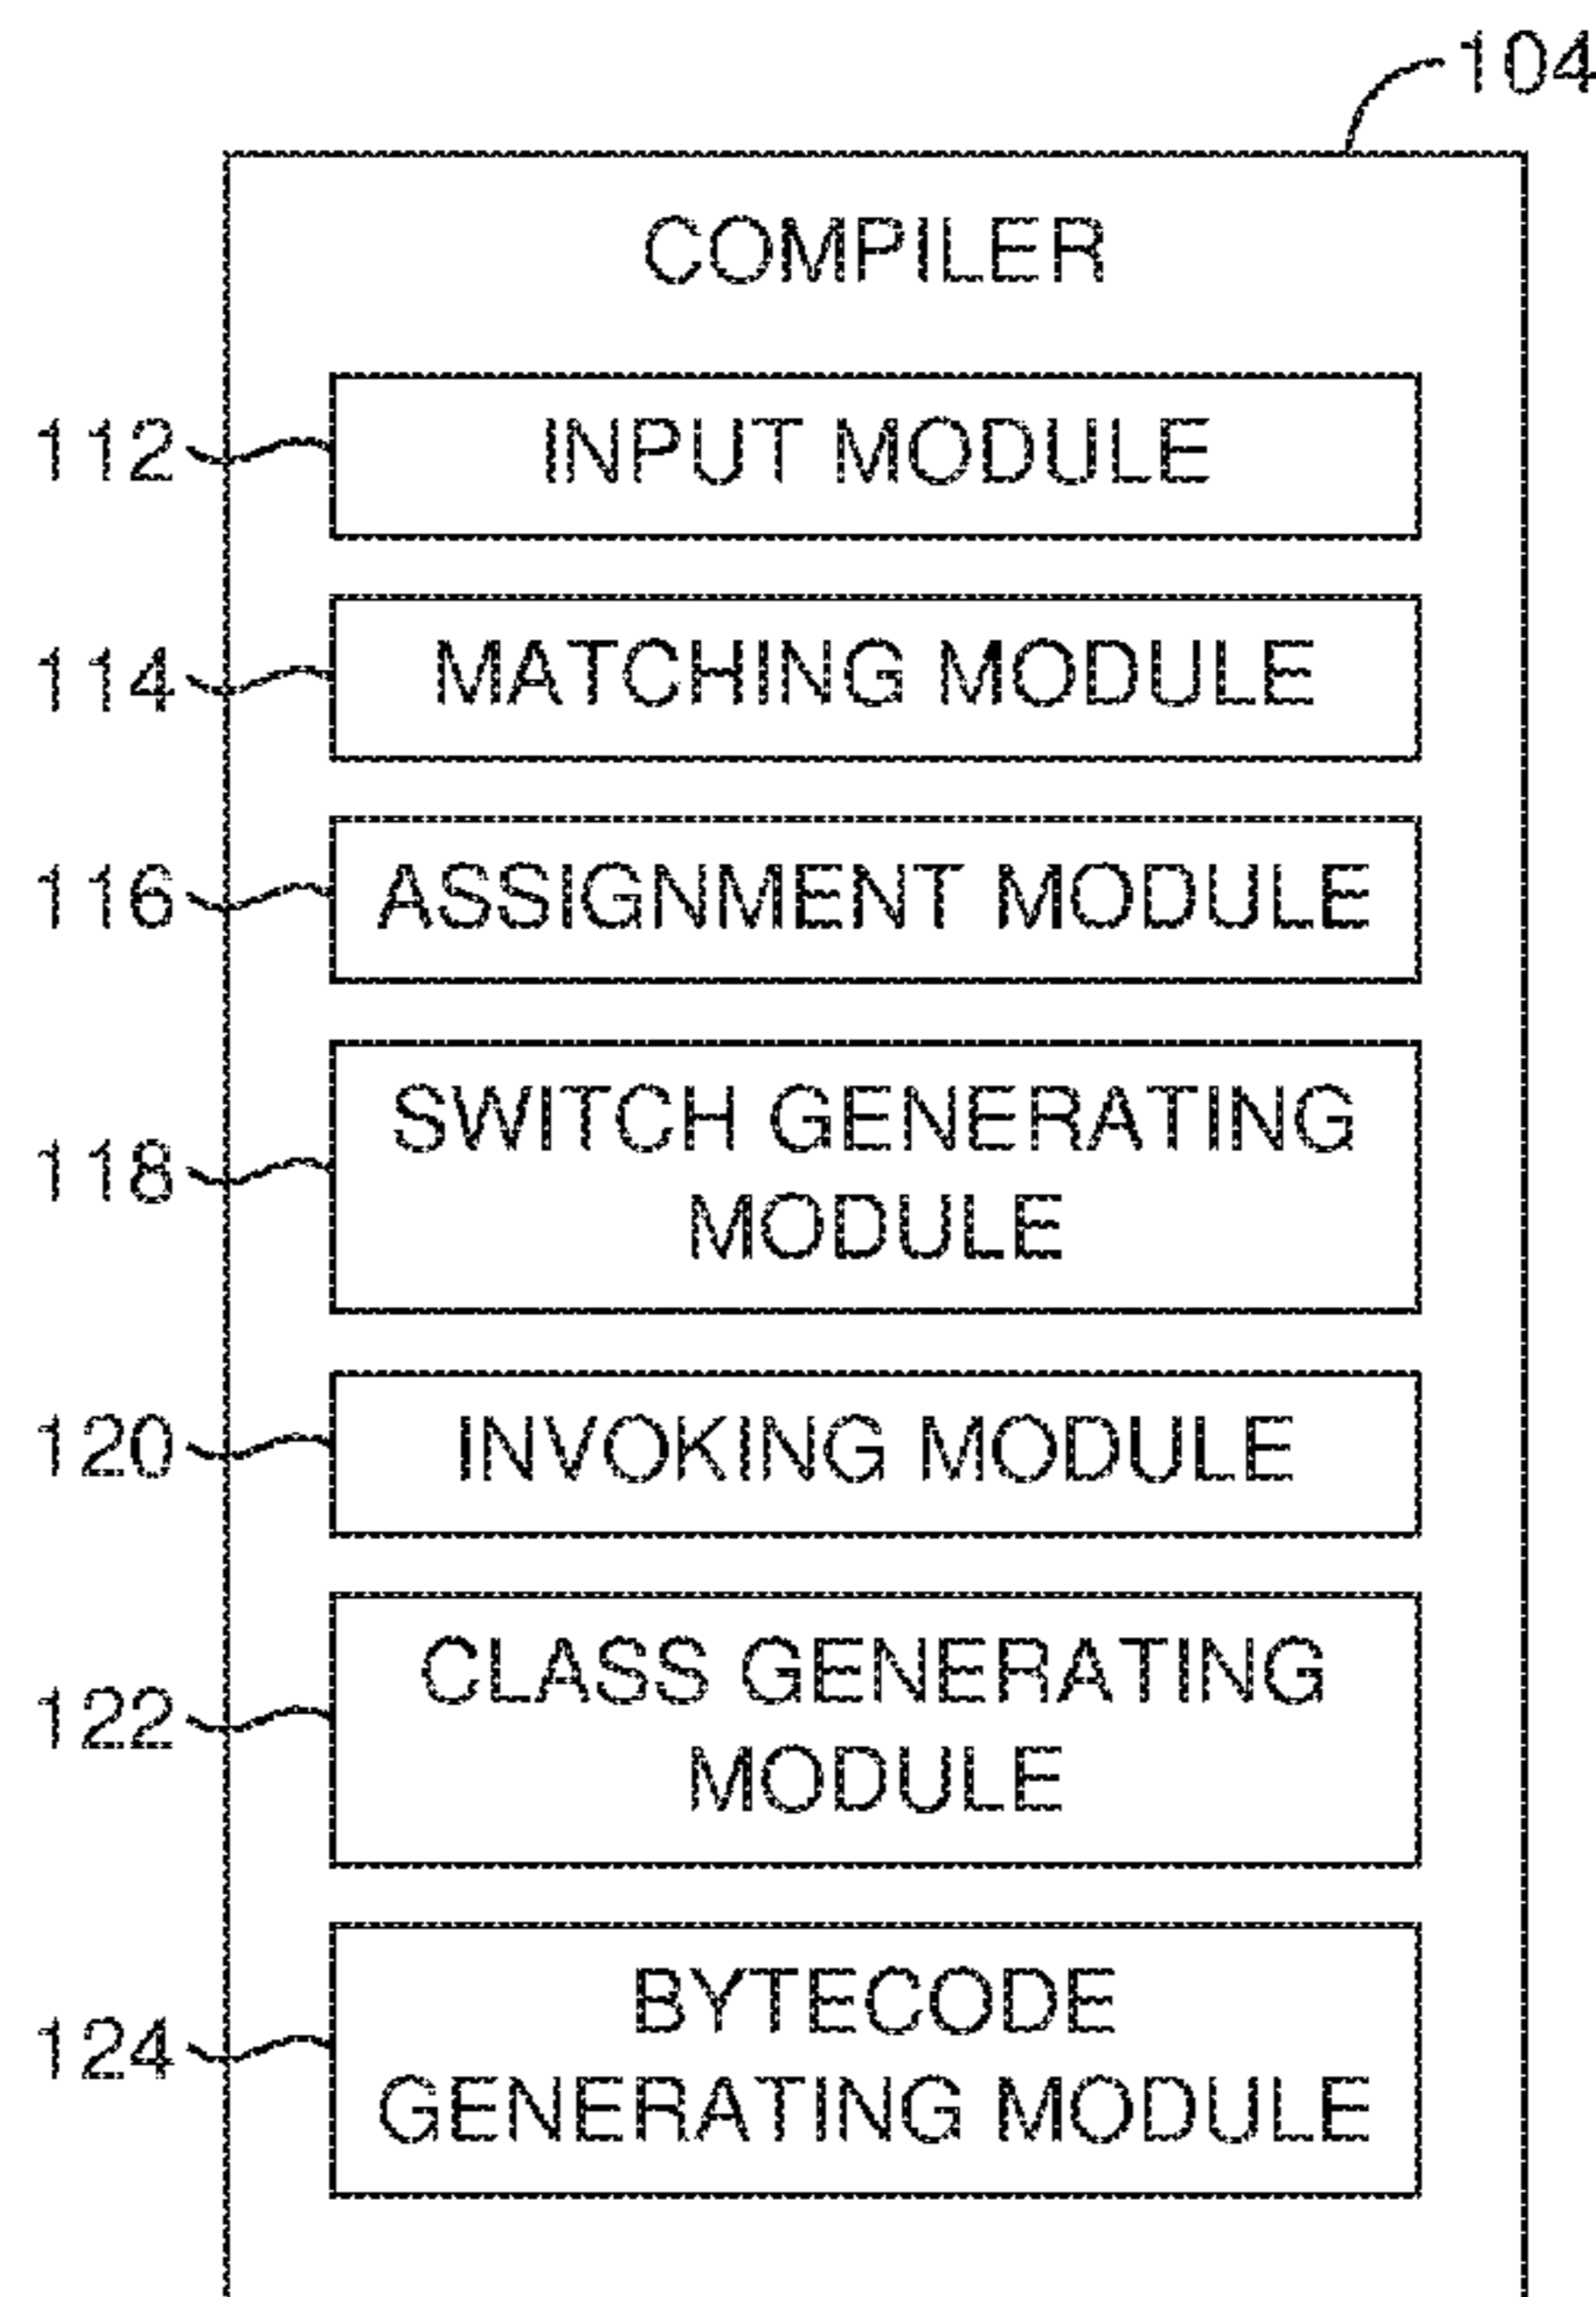 104
COMPILER
112 INPUT MODULE
114 MATCHING MODULE
116 ASSIGNMENT MODULE
118 SWITCH GENERATING
MODULE
120 INVOKING MODULE
122 CLASS GENERATING
MODULE
124 BYTECODE
GENERATING MODULE